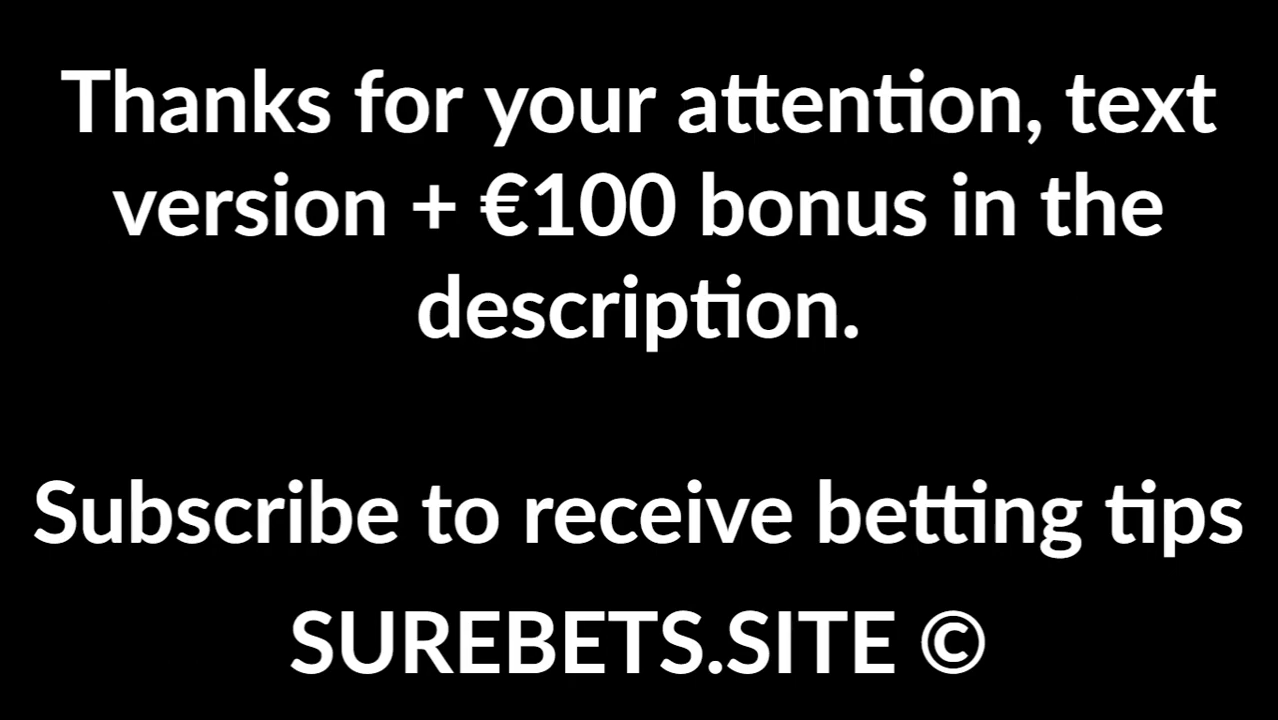 Thanks for your attention, text
version + €100 bonus in the
description.
Subscribe to receive betting tips
SUREBETS.SITE ©